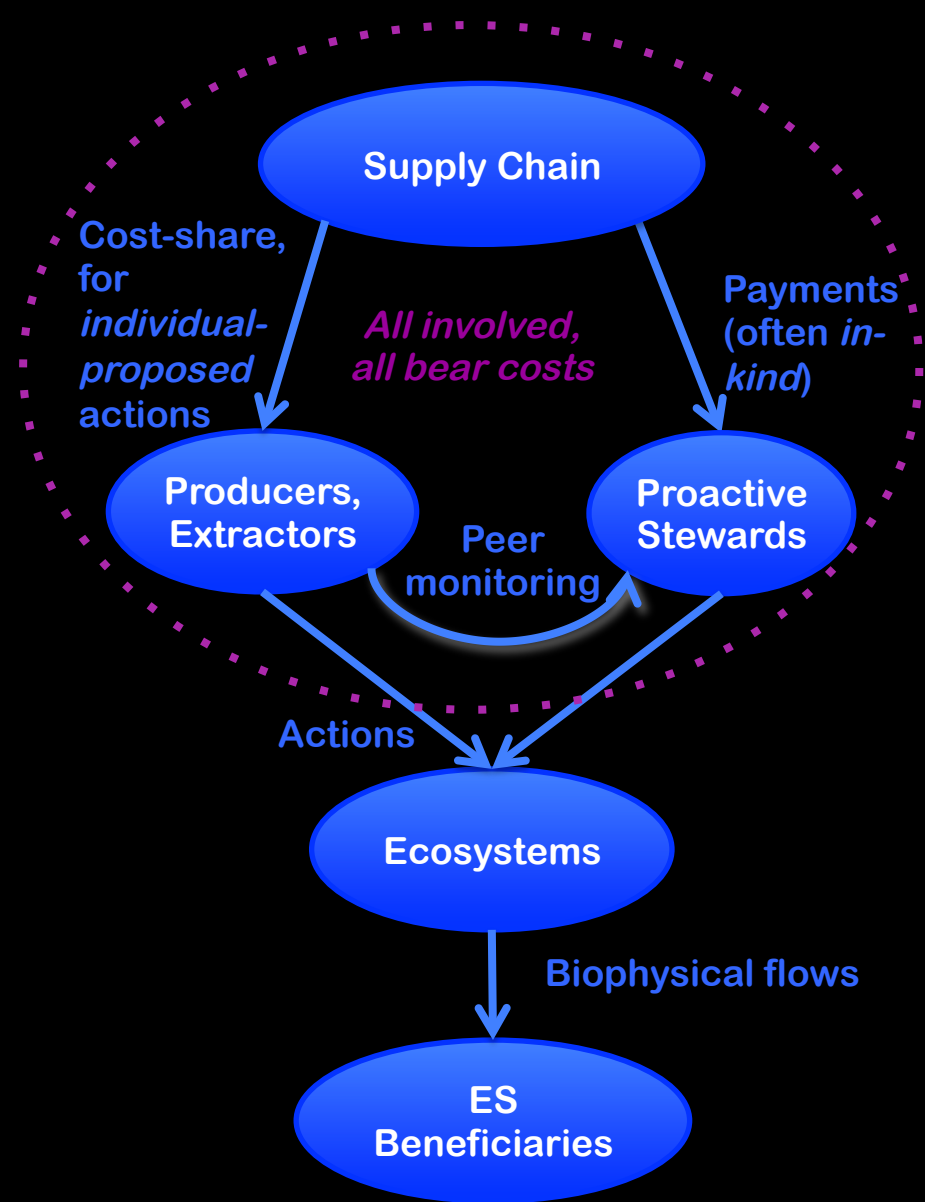 Supply Chain
Cost-share,
for
individual-
proposed
actions
All involved,
all bear costs
Payments
(often in-
kind)
Producers,
Extractors
Peer
monitoring
Proactive
Stewards
Actions
Ecosystems
Biophysical flows
ES
Beneficiaries